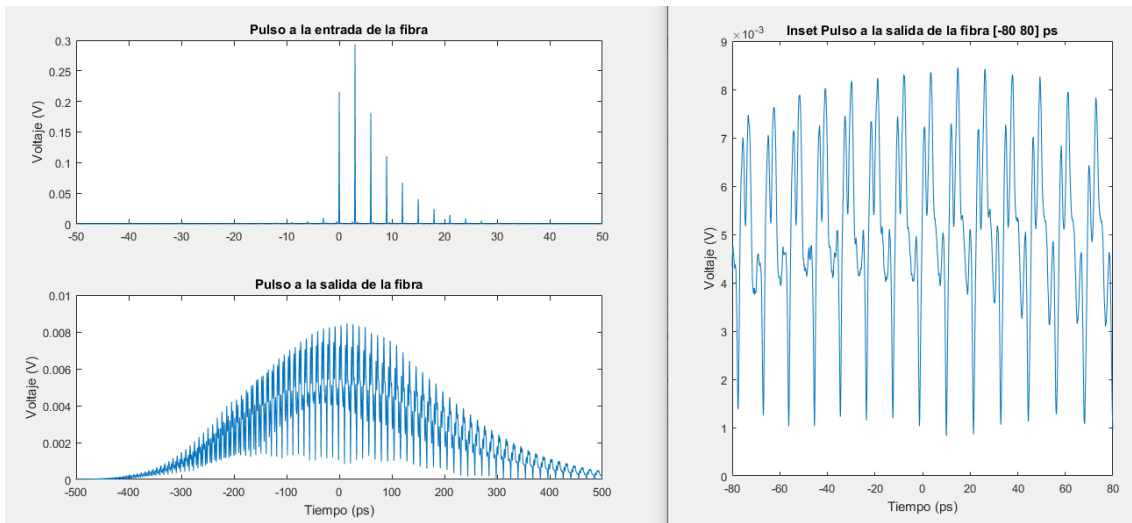 Pulso a la entrada de la fibra
0.3
0.25
0.2
0.15
0.1
0.05
0
Voltaje (V)
-50 -40 -30 -20 -10 0 10 20 30 40 50
Pulso a la salida de la fibra
0.01
0.008
0.006
0.004
0.002
0
Voltaje (V)
-500 -400 -300 -200 -100 0 100 200 300 400 500
Tiempo (ps)
Inset Pulso a la salida de la fibra [-80 80] ps
×10⁻³
9
8
7
6
5
4
3
2
1
0
Voltaje (V)
-80 -60 -40 -20 0 20 40 60 80
Tiempo (ps)